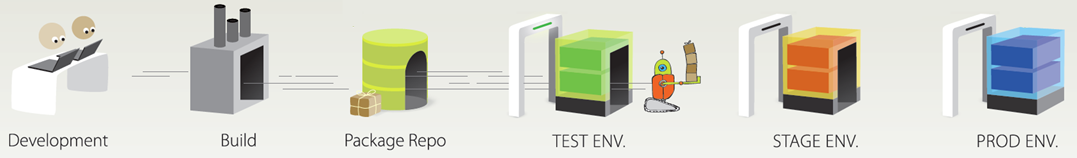 Development
Build
Package Repo
TEST ENV.
STAGE ENV.
PROD ENV.